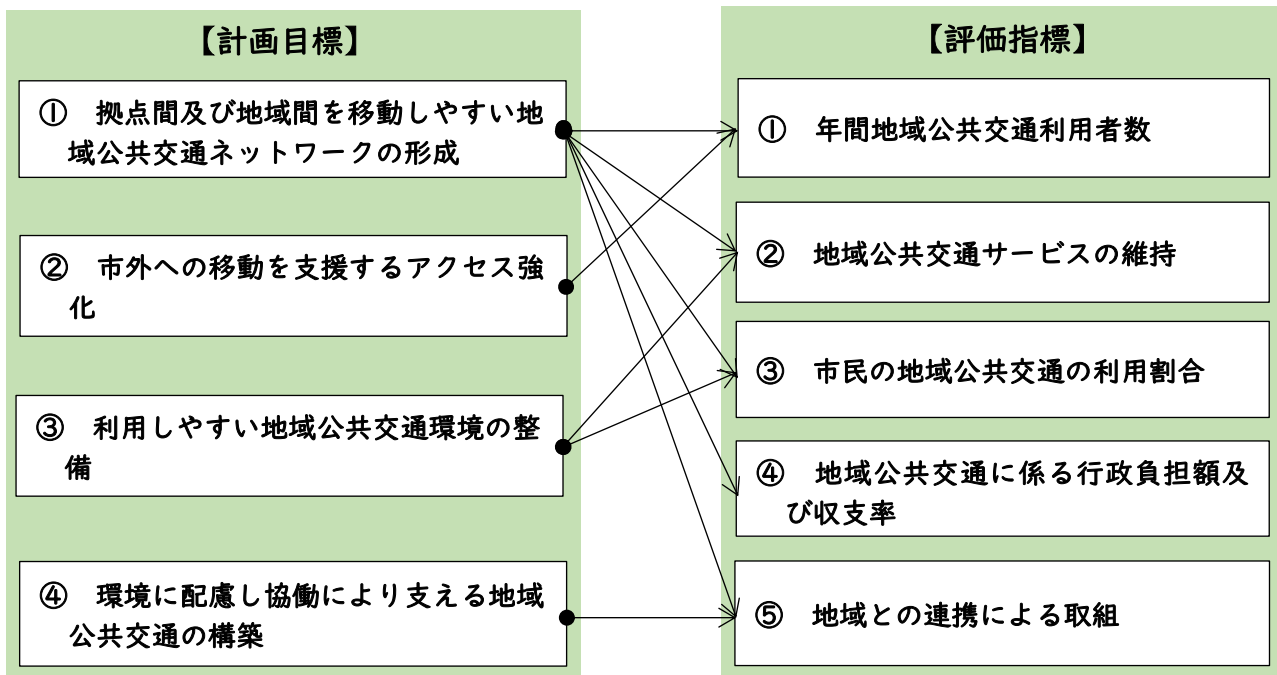 【計画目標】
① 拠点間及び地域間を移動しやすい地
域公共交通ネットワークの形成
② 市外への移動を支援するアクセス強
化
③ 利用しやすい地域公共交通環境の整
備
④ 環境に配慮し協働により支える地域
公共交通の構築
【評価指標】
① 年間地域公共交通利用者数
② 地域公共交通サービスの維持
③ 市民の地域公共交通の利用割合
④ 地域公共交通に係る行政負担額及
び収支率
⑤ 地域との連携による取組